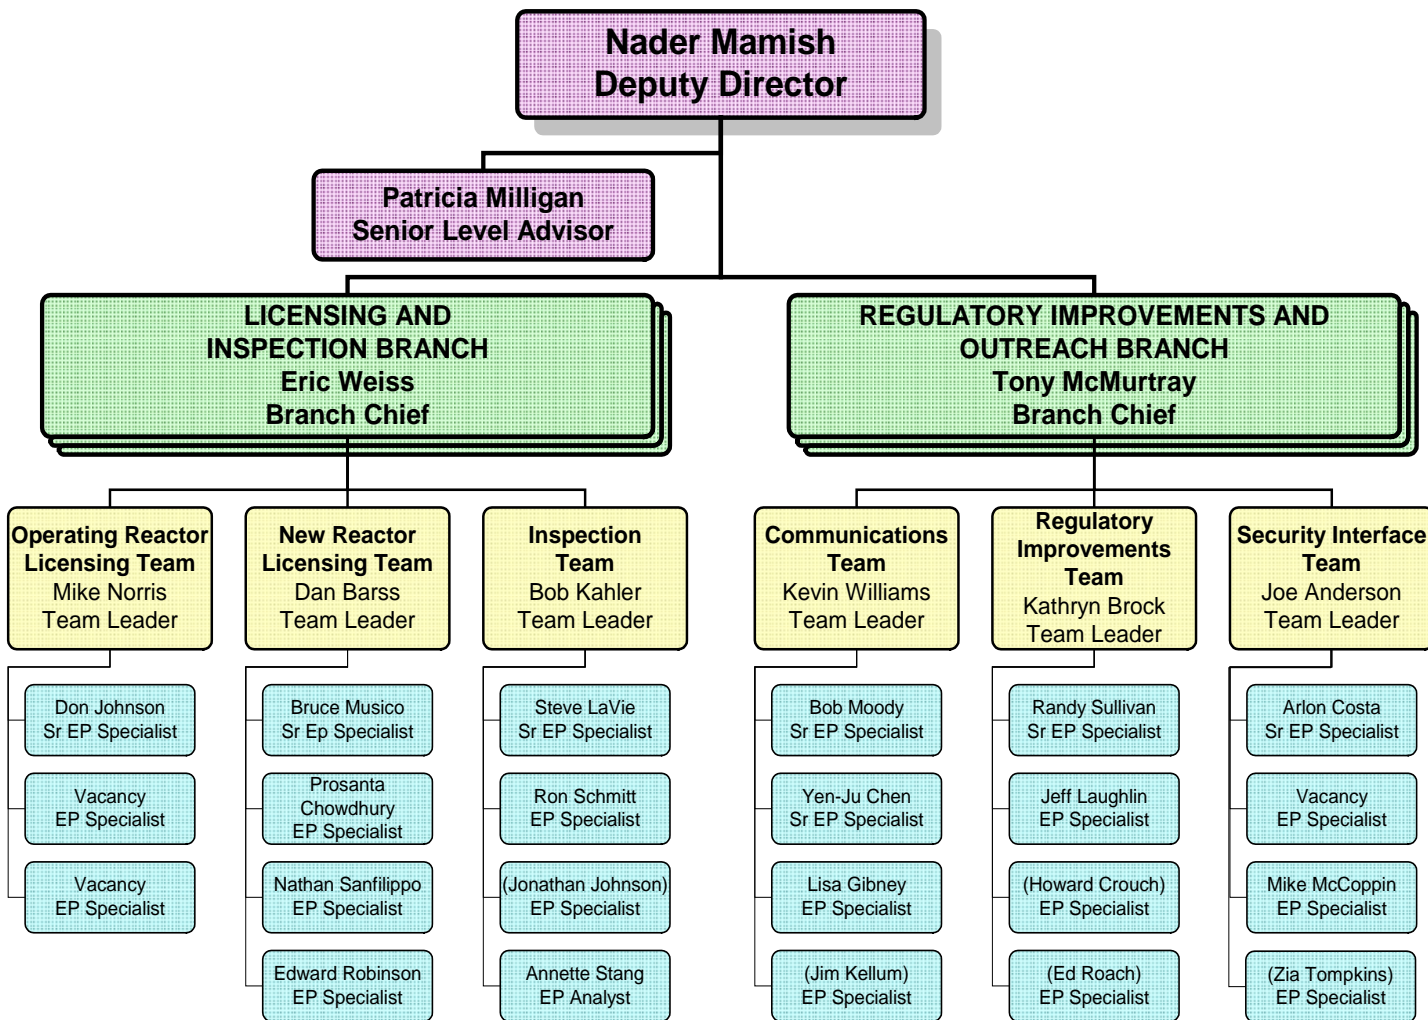 Nader Mamish
Deputy Director
Patricia Milligan
Senior Level Advisor
LICENSING AND
INSPECTION BRANCH
Eric Weiss
Branch Chief
REGULATORY IMPROVEMENTS AND
OUTREACH BRANCH
Tony McMurtray
Branch Chief
Operating Reactor
Licensing Team
Mike Norris
Team Leader
New Reactor
Licensing Team
Dan Barss
Team Leader
Inspection
Team
Bob Kahler
Team Leader
Communications
Team
Kevin Williams
Team Leader
Regulatory
Improvements
Team
Kathryn Brock
Team Leader
Security Interface
Team
Joe Anderson
Team Leader
Don Johnson
Sr EP Specialist
Vacancy
EP Specialist
Vacancy
EP Specialist
Bruce Musico
Sr Ep Specialist
Prosanta
Chowdhury
EP Specialist
Nathan Sanfilippo
EP Specialist
Edward Robinson
EP Specialist
Steve LaVie
Sr EP Specialist
Ron Schmitt
EP Specialist
(Jonathan Johnson)
EP Specialist
Annette Stang
EP Analyst
Bob Moody
Sr EP Specialist
Yen-Ju Chen
Sr EP Specialist
Lisa Gibney
EP Specialist
(Jim Kellum)
EP Specialist
Randy Sullivan
Sr EP Specialist
Jeff Laughlin
EP Specialist
(Howard Crouch)
EP Specialist
(Ed Roach)
EP Specialist
Arlon Costa
Sr EP Specialist
Vacancy
EP Specialist
Mike McCoppin
EP Specialist
(Zia Tompkins)
EP Specialist